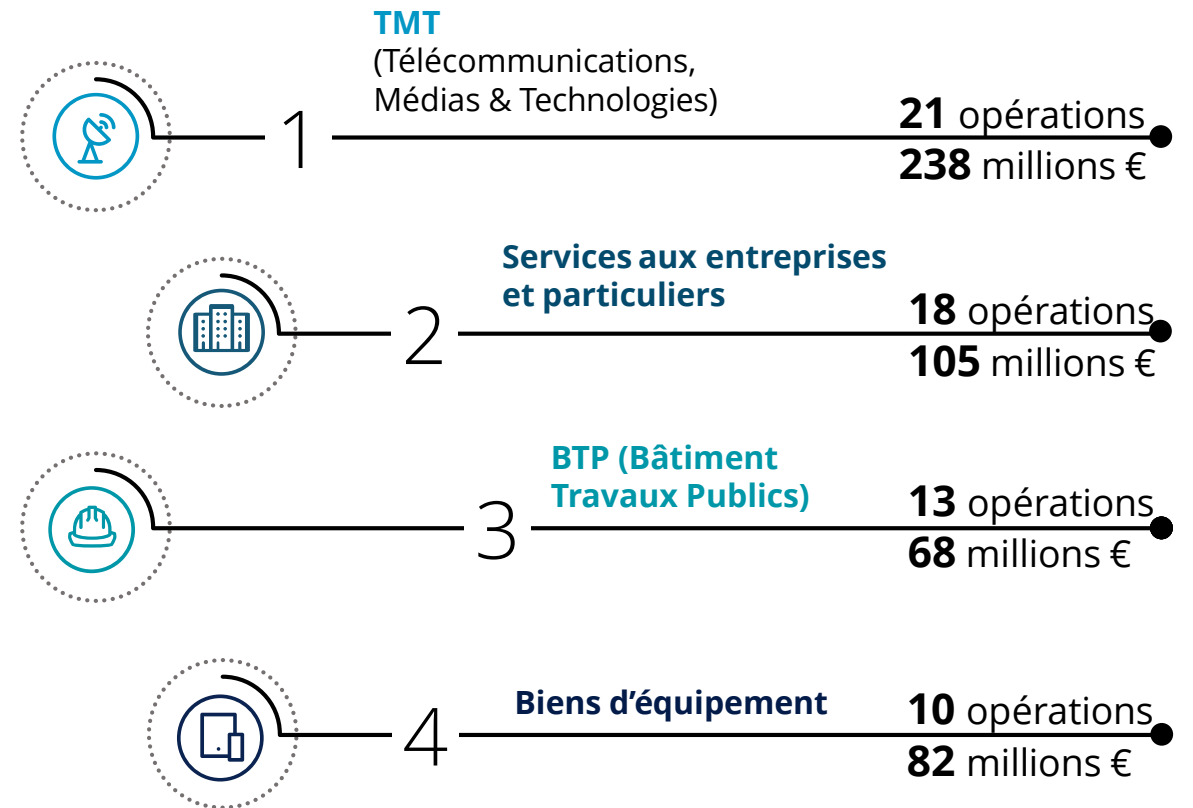 TMT
(Télécommunications,
Médias & Technologies)
1
21 opérations
238 millions €
Services aux entreprises
et particuliers
2
18 opérations
105 millions €
BTP (Bâtiment
Travaux Publics)
3
13 opérations
68 millions €
Biens d’équipement
4
10 opérations
82 millions €